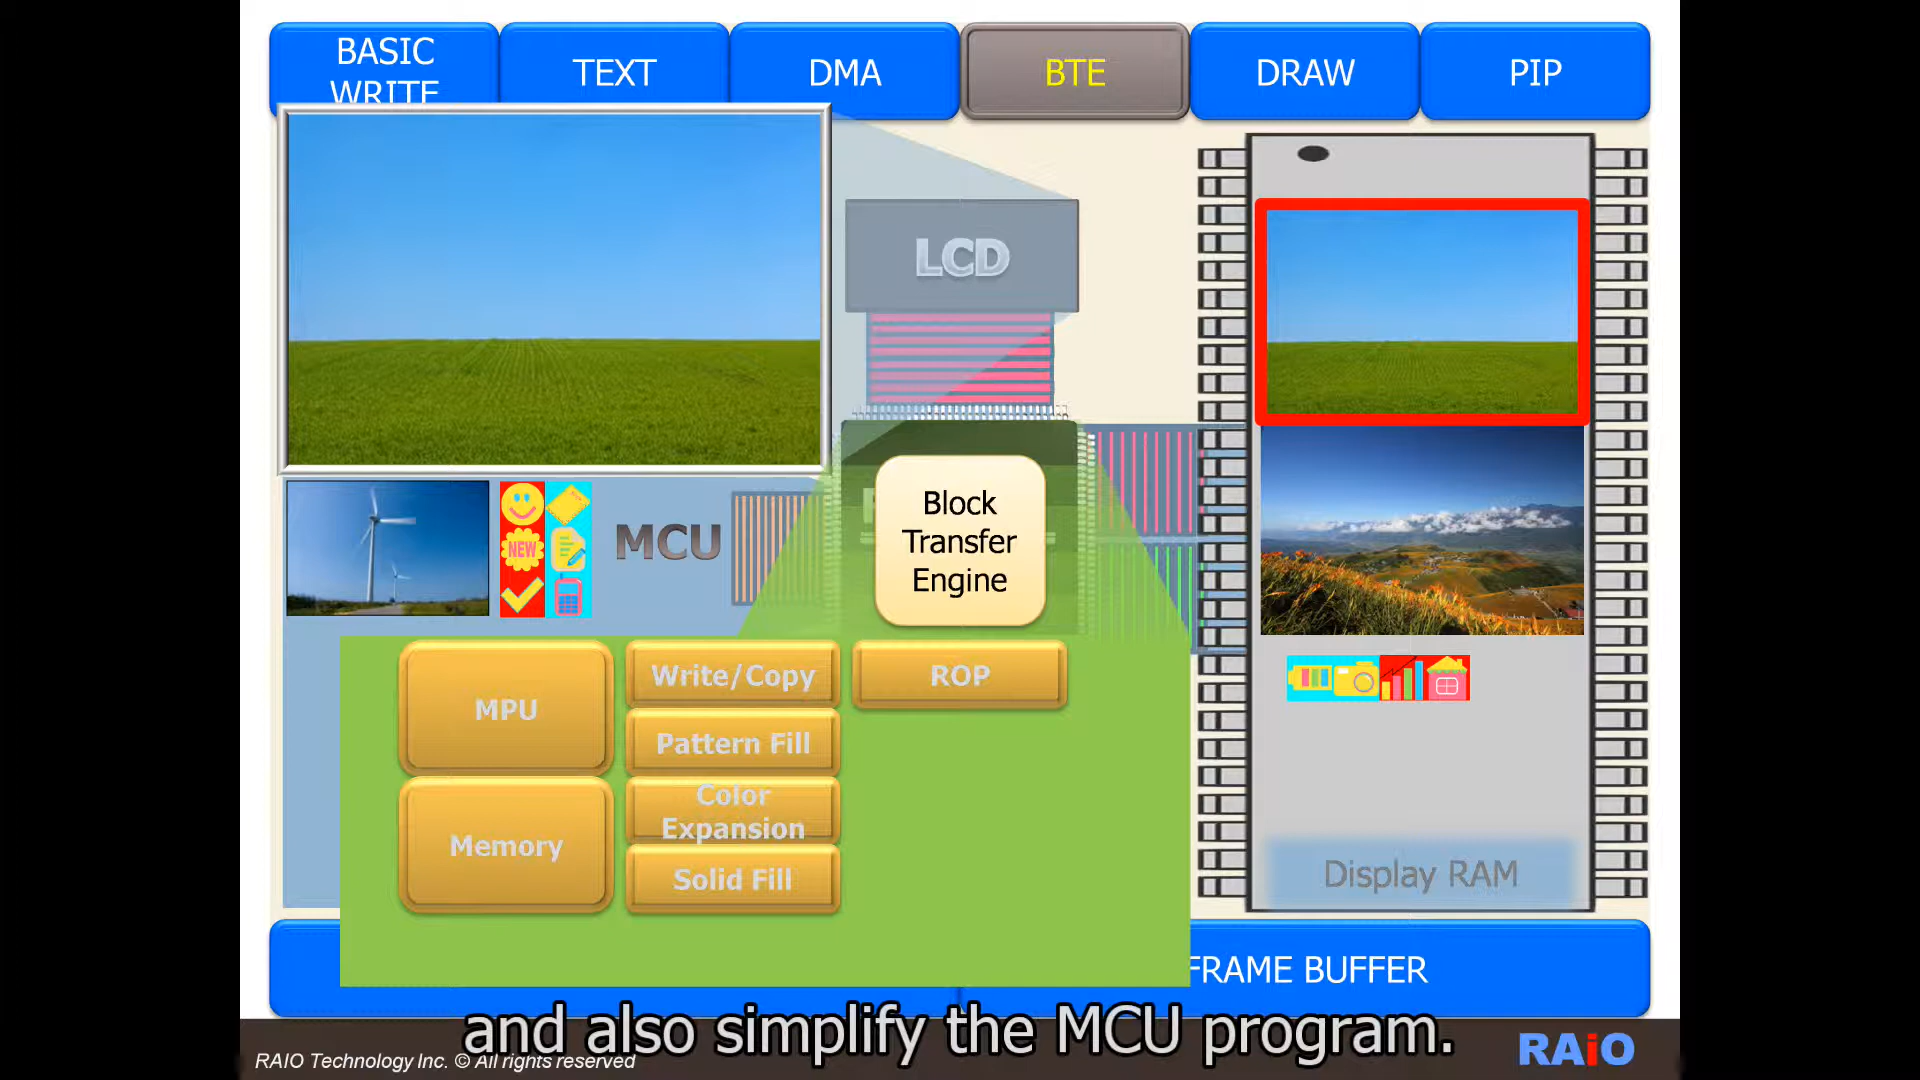 BASIC
WRITE
TEXT
DMA
BTE
DRAW
PIP
LCD
NEW
MCU
Block
Transfer
Engine
MPU
Write/Copy
ROP
Pattern Fill
Color
Expansion
Memory
Solid Fill
Display RAM
FRAME BUFFER
and also simplify the MCU program.
RAIO Technology Inc. © All rights reserved
RAiO